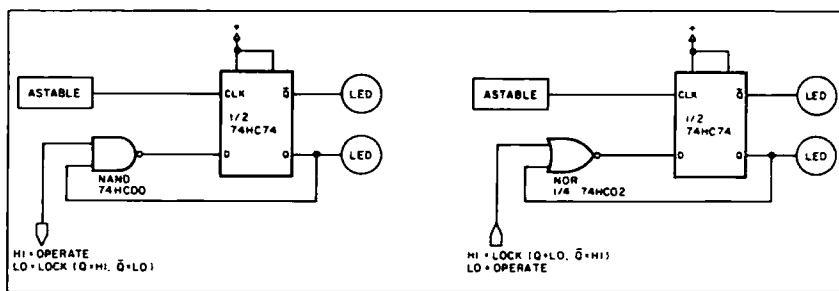 +
ASTABLE
CLK
Q̄
LED
1/2
74HC74
D
Q
LED
NAND
74HC00
HI = OPERATE
LO = LOCK (Q=HI, Q̄=LO)
+
ASTABLE
CLK
Q̄
LED
1/2
74HC74
D
Q
LED
NOR
1/4 74HC02
HI = LOCK (Q=LO, Q̄=HI)
LO = OPERATE